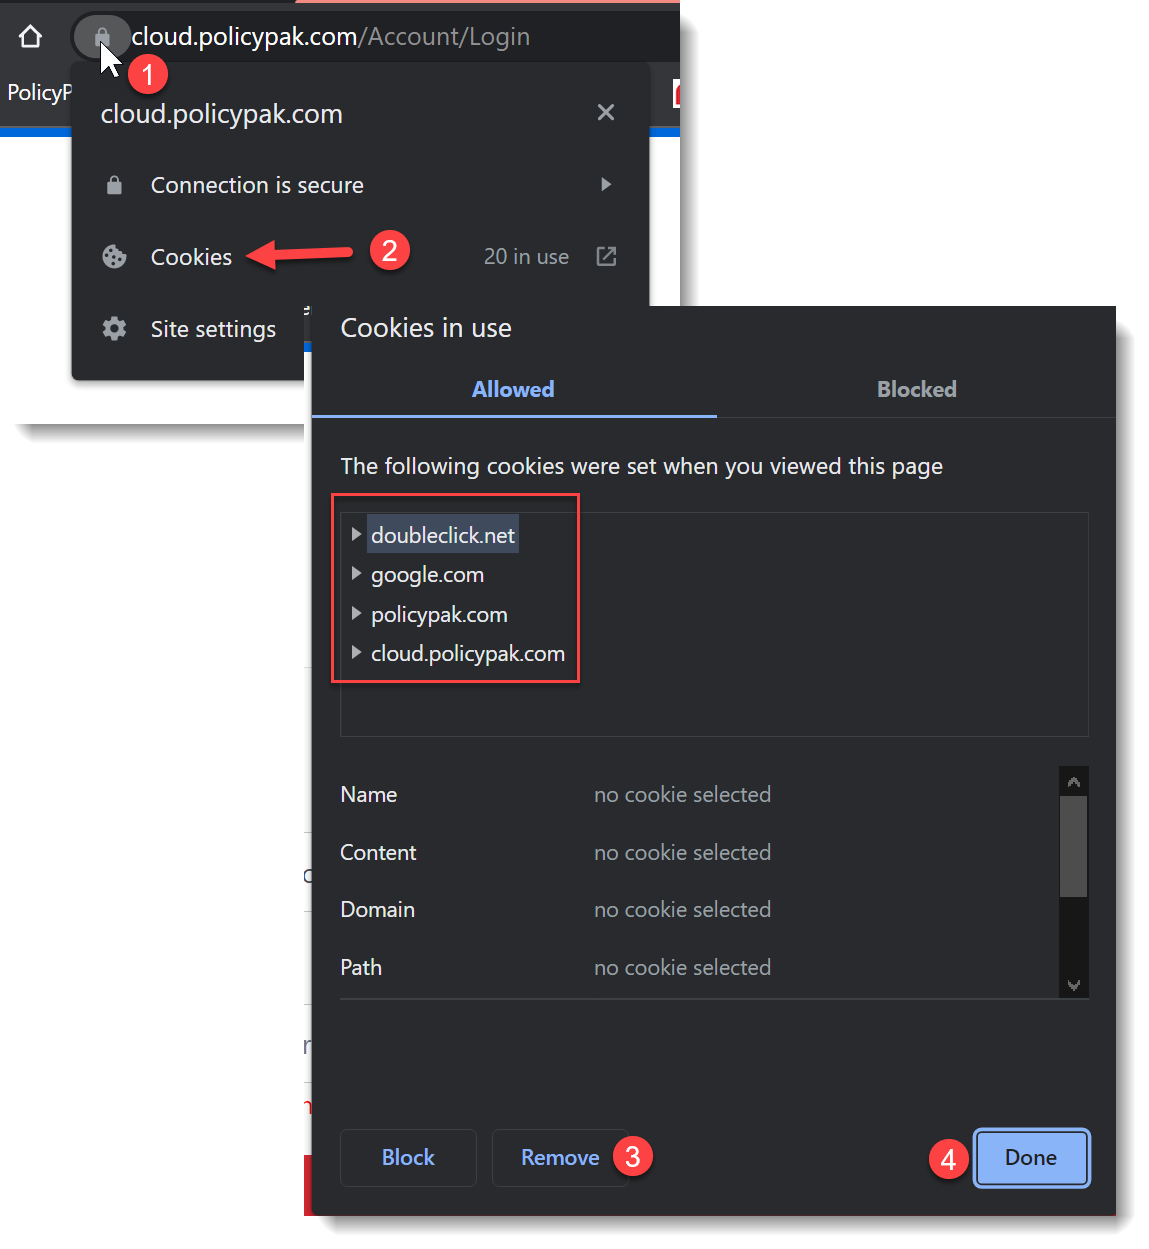 cloud.policypak.com/Account/Login
1
PolicyP
cloud.policypak.com
Connection is secure
Cookies
2
20 in use
Site settings
Cookies in use
Allowed
Blocked
The following cookies were set when you viewed this page
doubleclick.net
google.com
policypak.com
cloud.policypak.com
Name
no cookie selected
Content
no cookie selected
Domain
no cookie selected
Path
no cookie selected
Block
Remove
3
4
Done